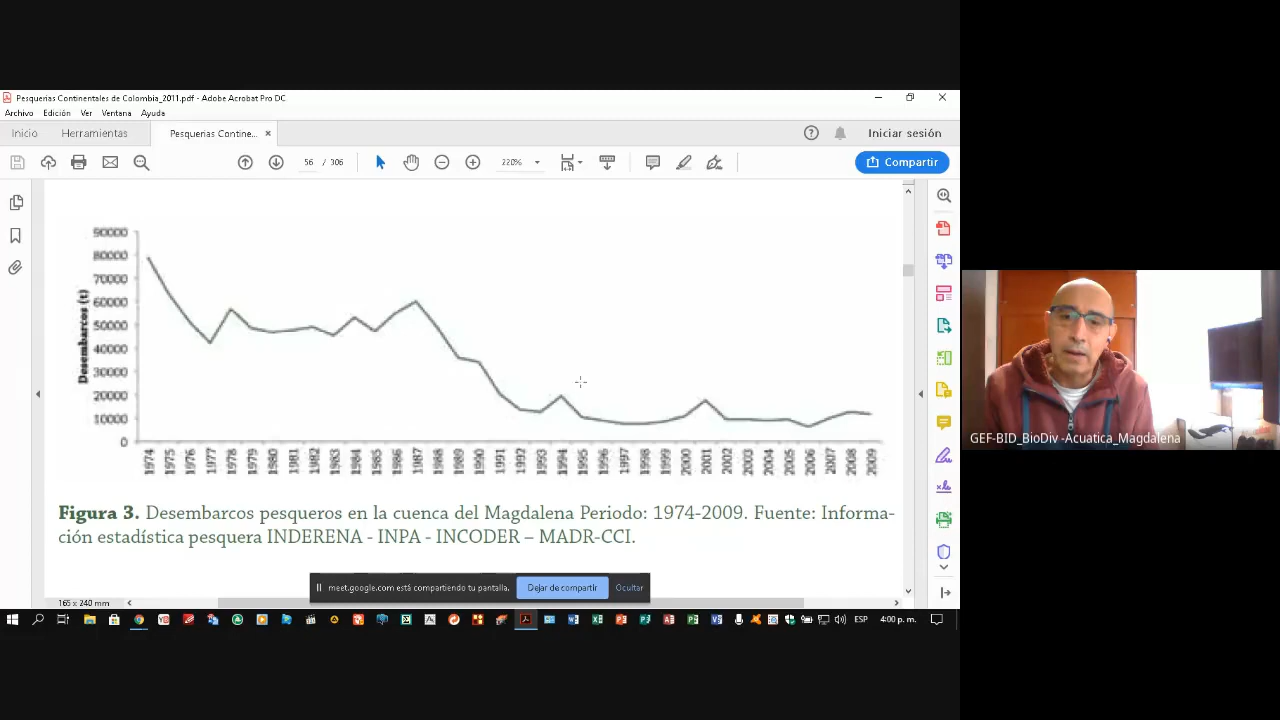 Pesquerias Continentales de Colombia_2011.pdf - Adobe Acrobat Pro DC
Archivo Edición Ver Ventana Ayuda
Inicio Herramientas Pesquerias Contine... × Iniciar sesión
56 / 306 220% Compartir
90000
80000
70000
60000
50000
40000
30000
20000
10000
0
Desembarcos (t)
1974 1975 1976 1977 1978 1979 1980 1981 1982 1983 1984 1985 1986 1987 1988 1989 1990 1991 1992 1993 1994 1995 1996 1997 1998 1999 2000 2001 2002 2003 2004 2005 2006 2007 2008 2009
Figura 3. Desembarcos pesqueros en la cuenca del Magdalena Periodo: 1974-2009. Fuente: Informa-
ción estadística pesquera INDERENA - INPA - INCODER – MADR-CCI.
meet.google.com está compartiendo tu pantalla. Dejar de compartir Ocultar
165 x 240 mm
ESP 4:00 p. m.
GEF-BID_BioDiv -Acuatica_Magdalena